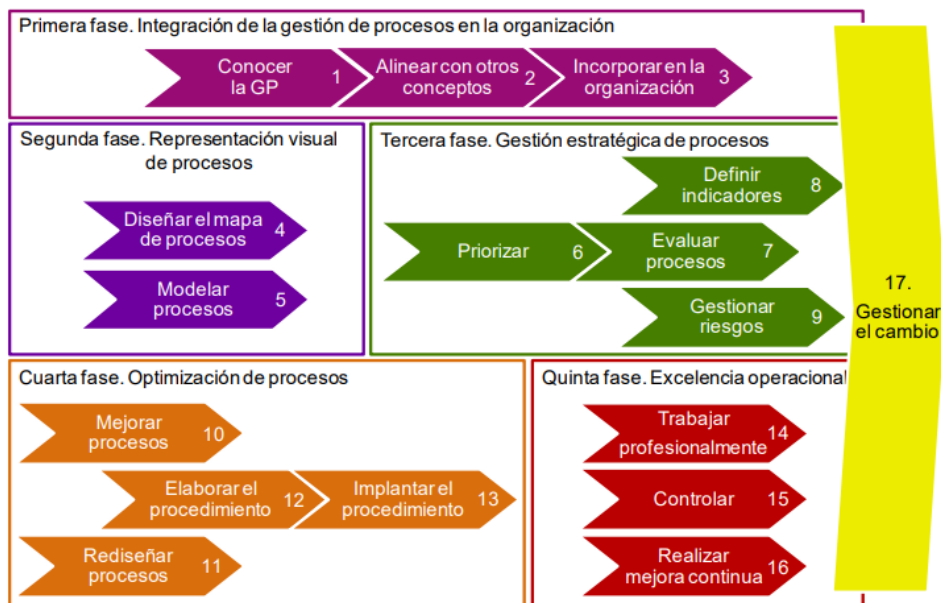 Primera fase. Integración de la gestión de procesos en la organización
Conocer
la GP
1
Alinear con otros
conceptos
2
Incorporar en la
organización
3
Segunda fase. Representación visual
de procesos
Diseñar el mapa
de procesos
4
Modelar
procesos
5
Tercera fase. Gestión estratégica de procesos
Definir
indicadores
8
Priorizar
6
Evaluar
procesos
7
Gestionar
riesgos
9
Cuarta fase. Optimización de procesos
Mejorar
procesos
10
Elaborar el
procedimiento
12
Implantar el
procedimiento
13
Rediseñar
procesos
11
Quinta fase. Excelencia operacional
Trabajar
profesionalmente
14
Controlar
15
Realizar
mejora continua
16
17.
Gestionar
el cambio